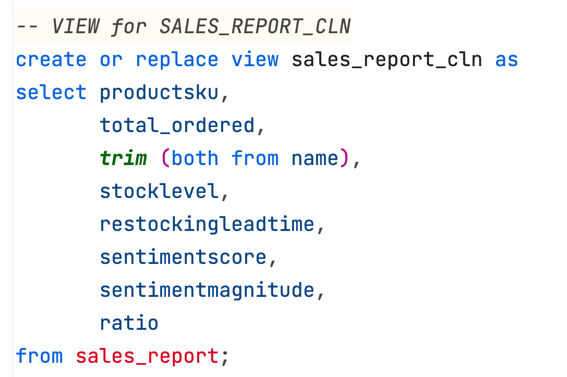 -- VIEW for SALES_REPORT_CLN
create or replace view sales_report_cln as
select productsku,
       total_ordered,
       trim (both from name),
       stocklevel,
       restockingleadtime,
       sentimentscore,
       sentimentmagnitude,
       ratio
from sales_report;